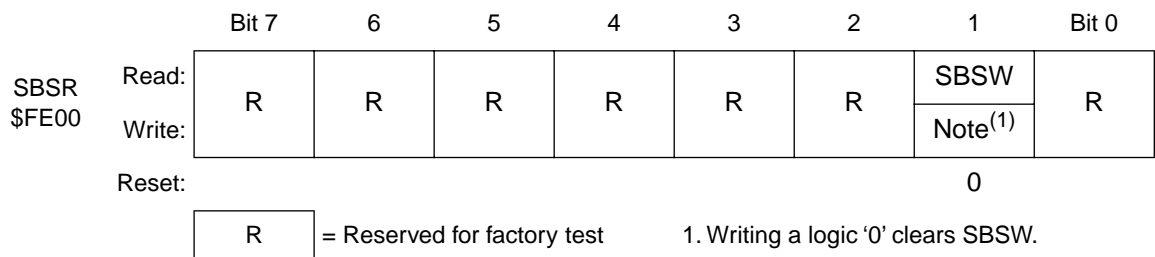 Bit 7 6 5 4 3 2 1 Bit 0
SBSR $FE00 Read: R R R R R R SBSW R
Write: Note(1)
Reset: 0
R = Reserved for factory test 1. Writing a logic ‘0’ clears SBSW.